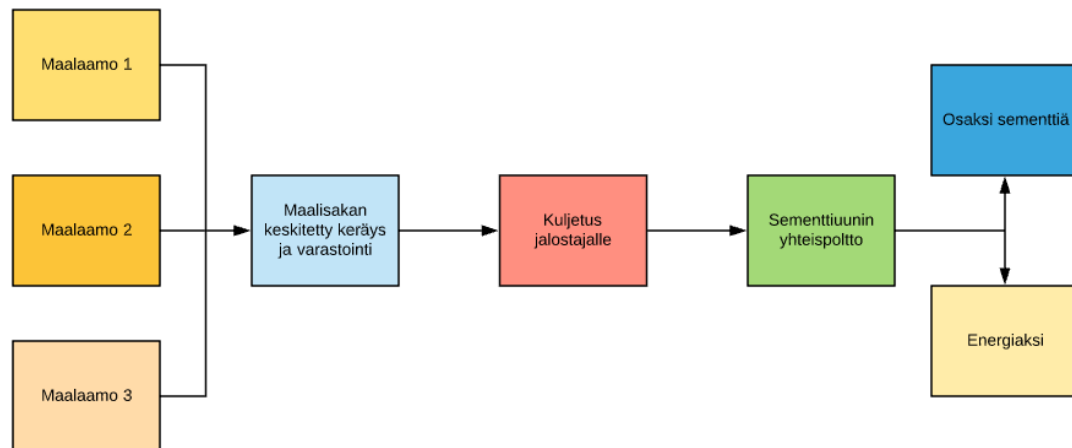 Maalaamo 1
Maalaamo 2
Maalaamo 3
Maalisakan
keskitetty keräys
ja varastointi
Kuljetus
jalostajalle
Sementtiuunin
yhteispoltto
Osaksi sementtiä
Energiaksi